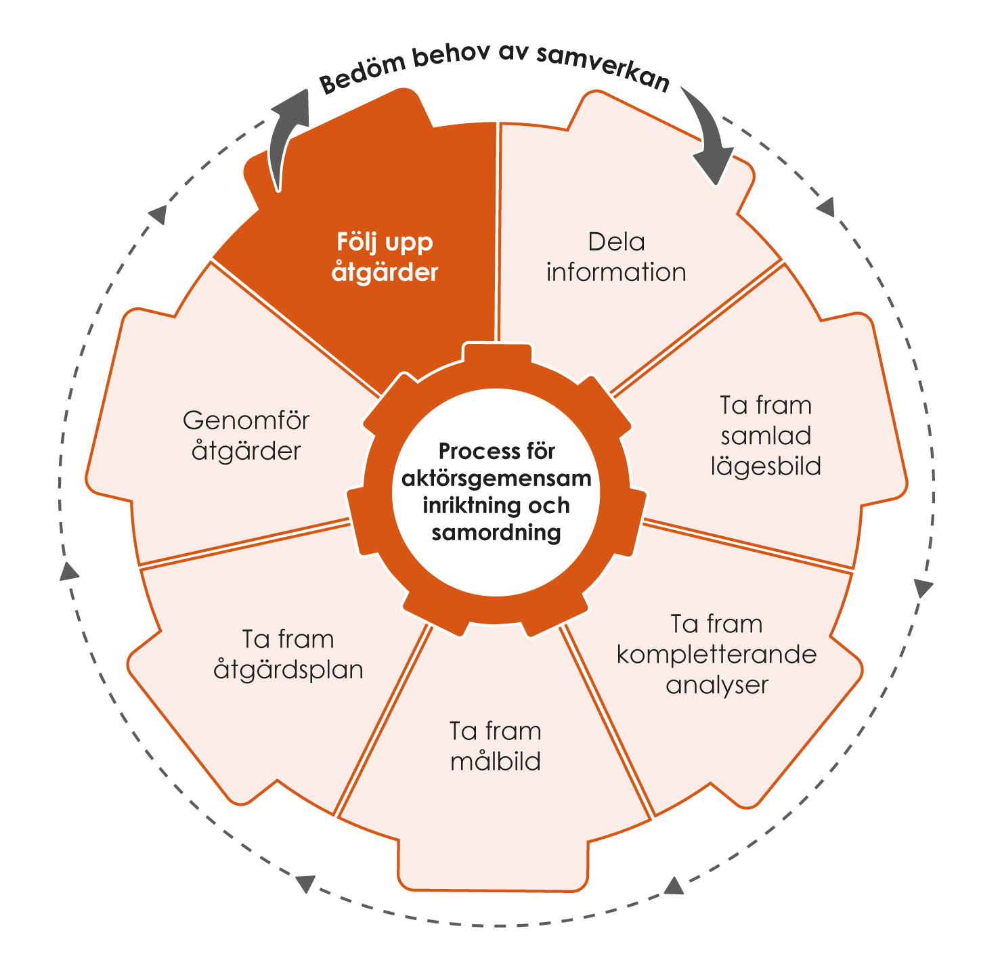 Bedöm behov av samverkan
Följ upp
åtgärder
Dela
information
Ta fram
samlad
lägesbild
Ta fram
kompletterande
analyser
Ta fram
målbild
Ta fram
åtgärdsplan
Genomför
åtgärder
Process för
aktörsgemensam
inriktning och
samordning